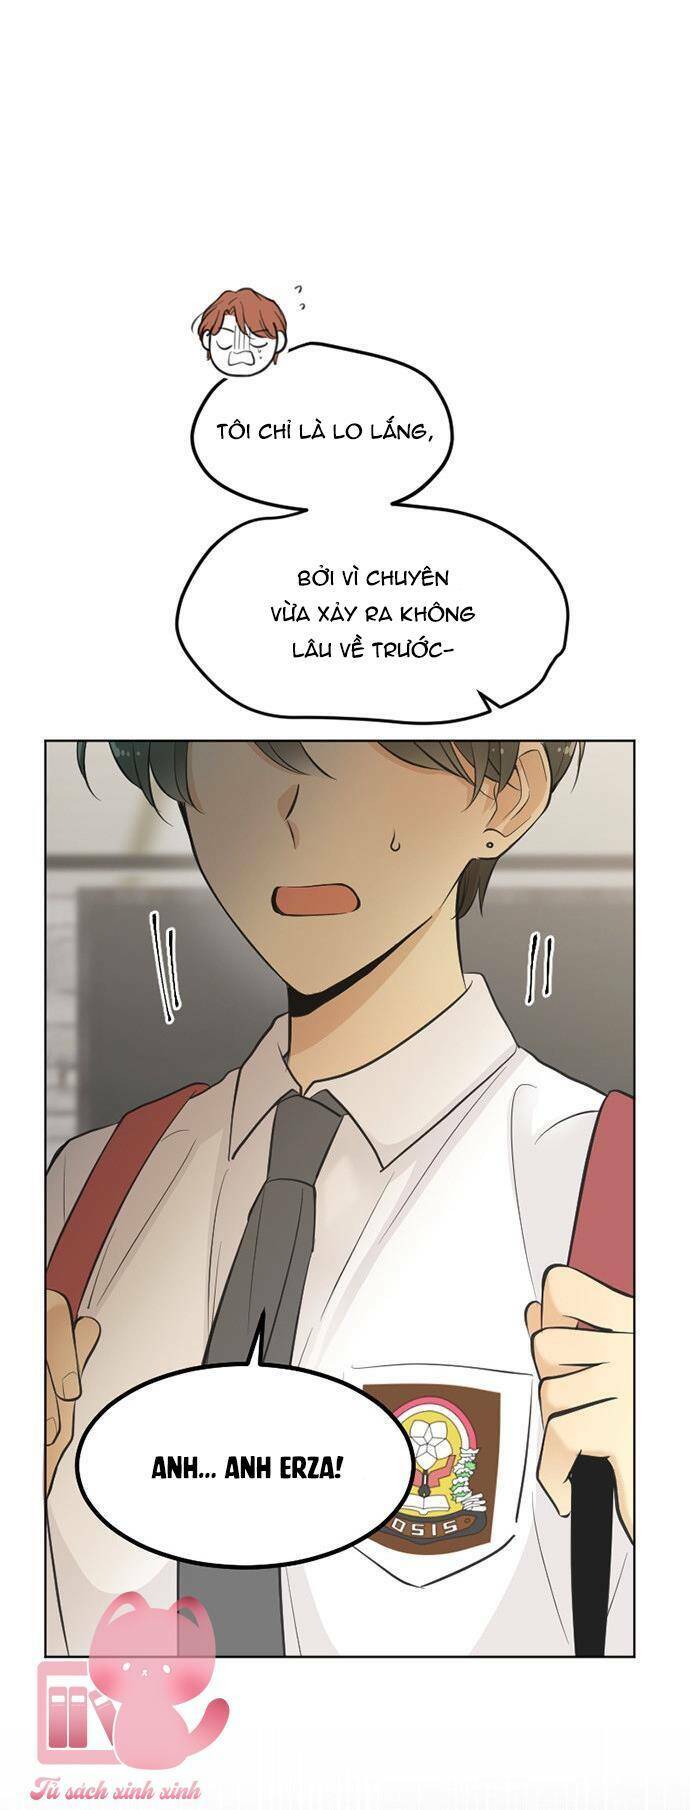 TÔI CHỈ LÀ LO LẮNG,
BỞI VÌ CHUYÊN
VỪA XẢY RA KHÔNG
LÂU VỀ TRƯỚC-
ANH... ANH ERZA!
OSIS
Tủ sách xinh xinh